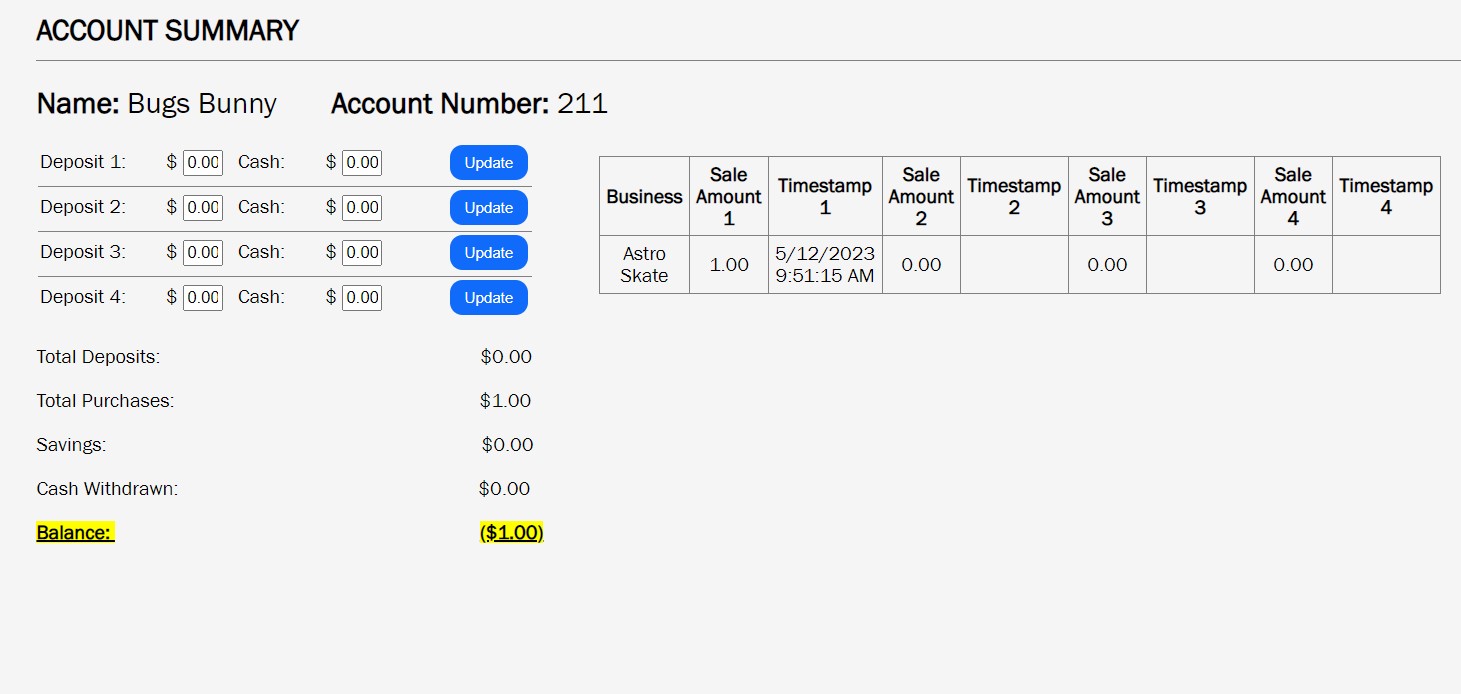 ACCOUNT SUMMARY
Name: Bugs Bunny Account Number: 211
Deposit 1: $ 0.00 Cash: $ 0.00 Update
Deposit 2: $ 0.00 Cash: $ 0.00 Update
Deposit 3: $ 0.00 Cash: $ 0.00 Update
Deposit 4: $ 0.00 Cash: $ 0.00 Update
Total Deposits: $0.00
Total Purchases: $1.00
Savings: $0.00
Cash Withdrawn: $0.00
Balance: ($1.00)
Business Sale Amount 1 Timestamp 1 Sale Amount 2 Timestamp 2 Sale Amount 3 Timestamp 3 Sale Amount 4 Timestamp 4
Astro Skate 1.00 5/12/2023 9:51:15 AM 0.00 0.00 0.00